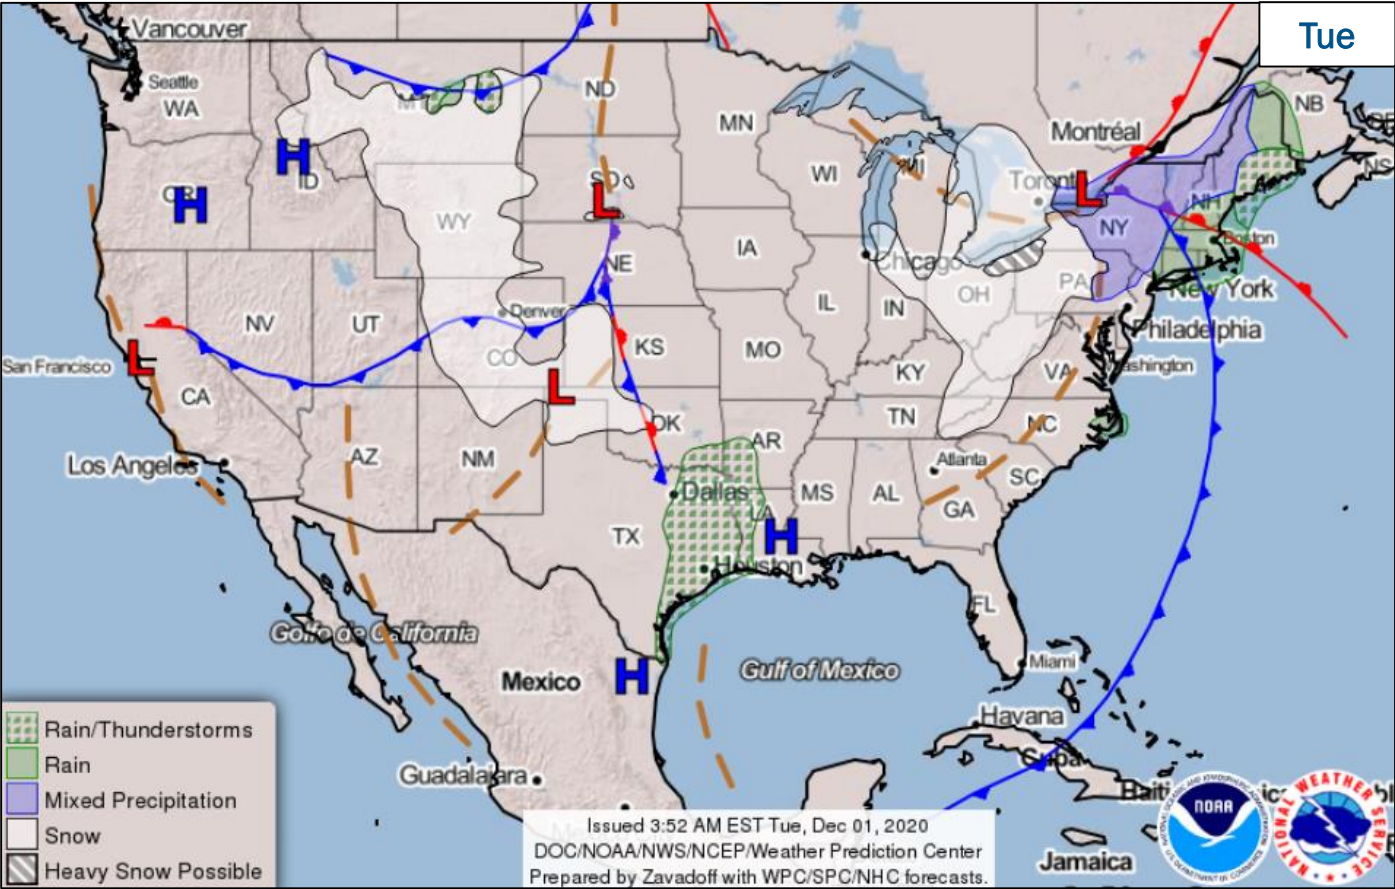 Tue
Vancouver
Seattle
WA
MT
ND
MN
Montréal
NB
NS
H
ID
OR
H
WI
MI
Toronto
L
NH
SD
L
WY
NY
Boston
IA
NE
Chicago
PA
OH
New York
Denver
IL
IN
NV
UT
Philadelphia
San Francisco
L
CO
KS
MO
KY
VA
Washington
CA
L
OK
AR
TN
NC
Los Angeles
AZ
NM
Atlanta
SC
Dallas
MS
AL
GA
LA
TX
H
Houston
FL
Golfo de California
Mexico
H
Gulf of Mexico
Miami
Havana
Cuba
Guadalajara
Haiti
Jamaica
Rain/Thunderstorms
Rain
Mixed Precipitation
Snow
Heavy Snow Possible
Issued 3:52 AM EST Tue, Dec 01, 2020
DOC/NOAA/NWS/NCEP/Weather Prediction Center
Prepared by Zavadoff with WPC/SPC/NHC forecasts.
NOAA
NATIONAL WEATHER SERVICE